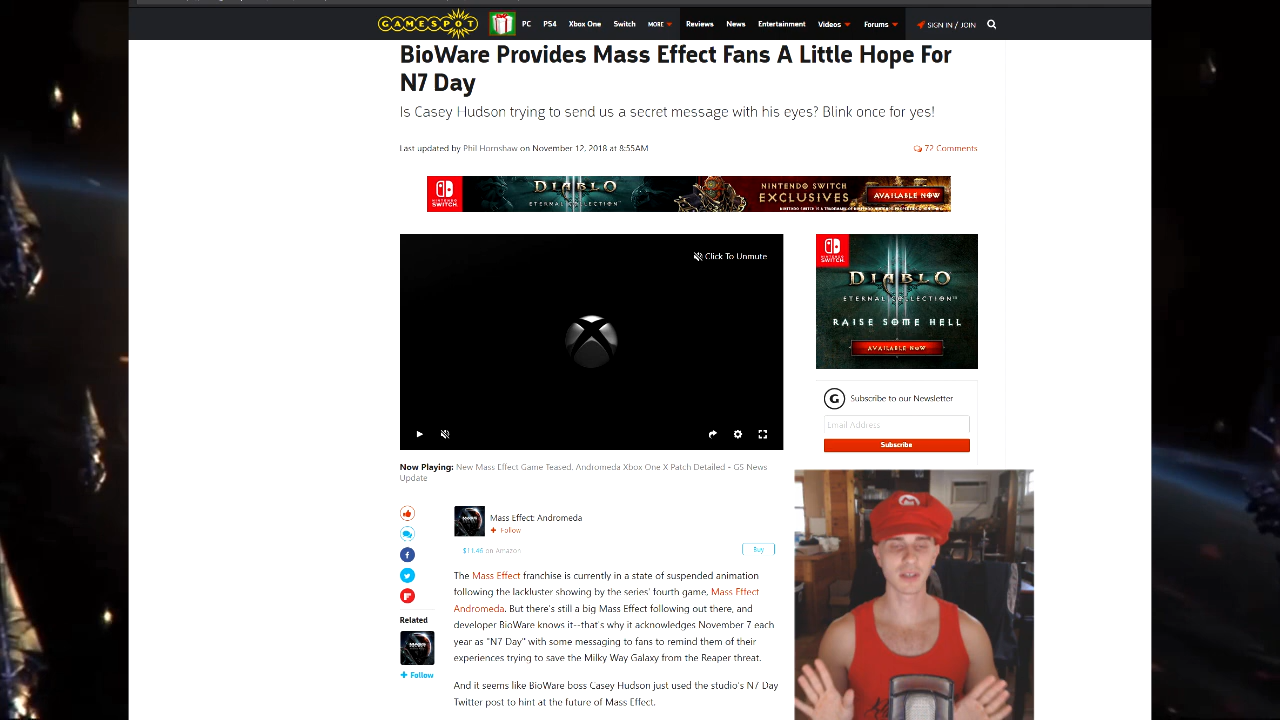 GAMESPOT
PC PS4 Xbox One Switch MORE Reviews News Entertainment Videos Forums SIGN IN / JOIN
BioWare Provides Mass Effect Fans A Little Hope For
N7 Day
Is Casey Hudson trying to send us a secret message with his eyes? Blink once for yes!
Last updated by Phil Hornshaw on November 12, 2018 at 8:55AM
72 Comments
NINTENDO SWITCH
DIABLO
ETERNAL COLLECTION
NINTENDO SWITCH
EXCLUSIVES
AVAILABLE NOW
Click To Unmute
NINTENDO SWITCH
DIABLO
ETERNAL COLLECTION™
RAISE SOME HELL
AVAILABLE NOW
G Subscribe to our Newsletter
Email Address
Subscribe
Now Playing: New Mass Effect Game Teased, Andromeda Xbox One X Patch Detailed - GS News
Update
Mass Effect: Andromeda
+ Follow
$11.46 on Amazon
Buy
The Mass Effect franchise is currently in a state of suspended animation
following the lackluster showing by the series' fourth game, Mass Effect
Andromeda. But there's still a big Mass Effect following out there, and
developer BioWare knows it--that's why it acknowledges November 7 each
year as "N7 Day" with some messaging to fans to remind them of their
experiences trying to save the Milky Way Galaxy from the Reaper threat.
And it seems like BioWare boss Casey Hudson just used the studio's N7 Day
Twitter post to hint at the future of Mass Effect.
Related
+ Follow
M